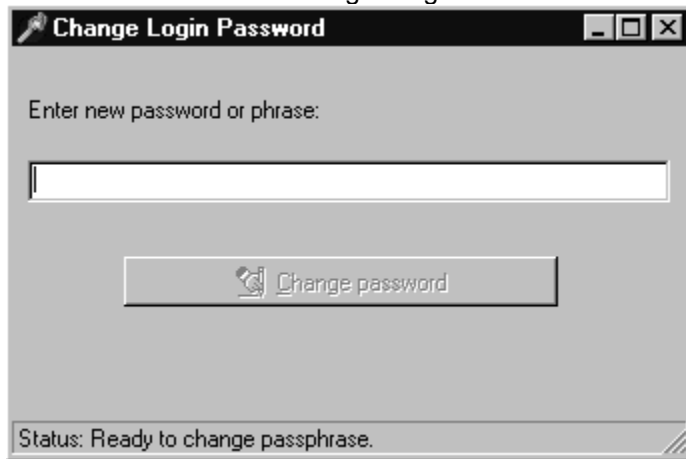 Change Login Password
Enter new password or phrase:
Change password
Status: Ready to change passphrase.